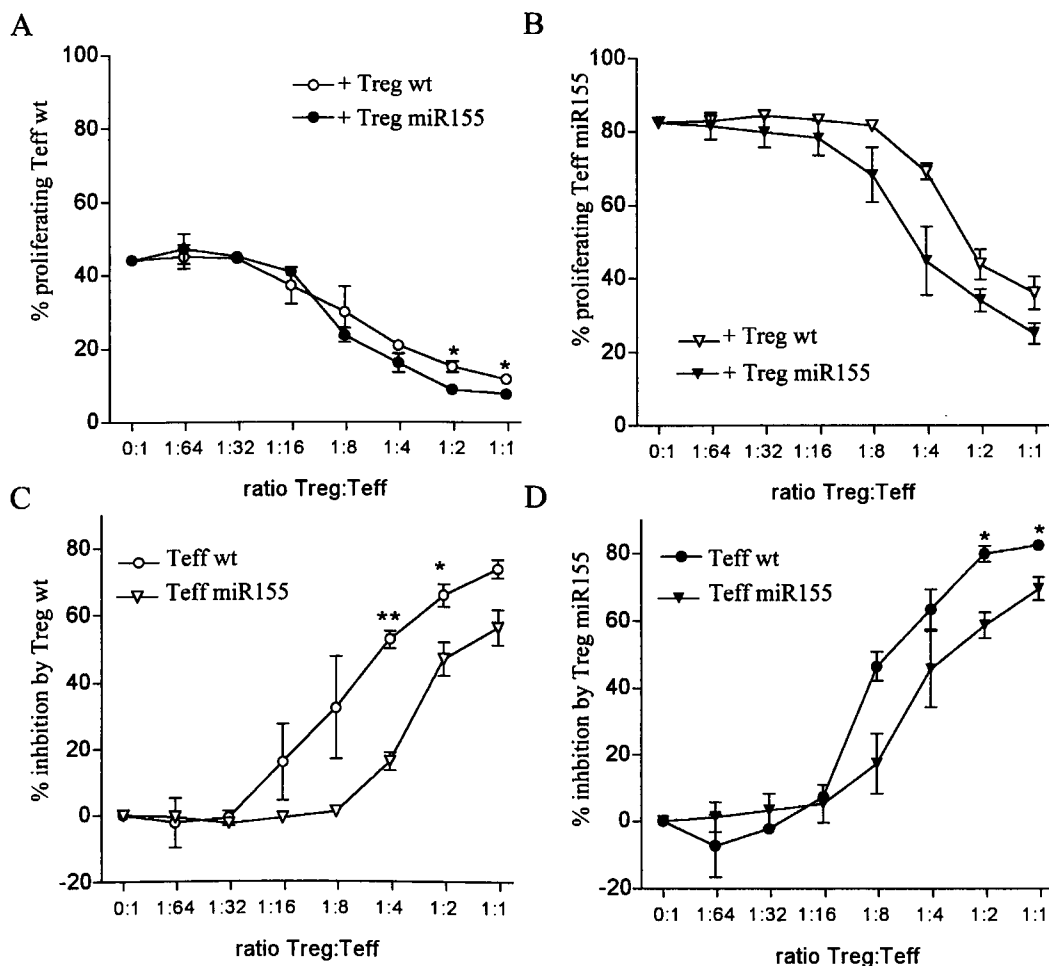 A
% proliferating Teff wt
100
80
60
40
20
0
+ Treg wt
+ Treg miR155
*
*
0:1 1:64 1:32 1:16 1:8 1:4 1:2 1:1
ratio Treg:Teff
B
% proliferating Teff miR155
100
80
60
40
20
0
+ Treg wt
+ Treg miR155
0:1 1:64 1:32 1:16 1:8 1:4 1:2 1:1
ratio Treg:Teff
C
% inhbition by Treg wt
80
60
40
20
0
-20
Teff wt
Teff miR155
**
*
0:1 1:64 1:32 1:16 1:8 1:4 1:2 1:1
ratio Treg:Teff
D
% inhbition by Treg miR155
80
60
40
20
0
-20
Teff wt
Teff miR155
*
*
0:1 1:64 1:32 1:16 1:8 1:4 1:2 1:1
ratio Treg:Teff